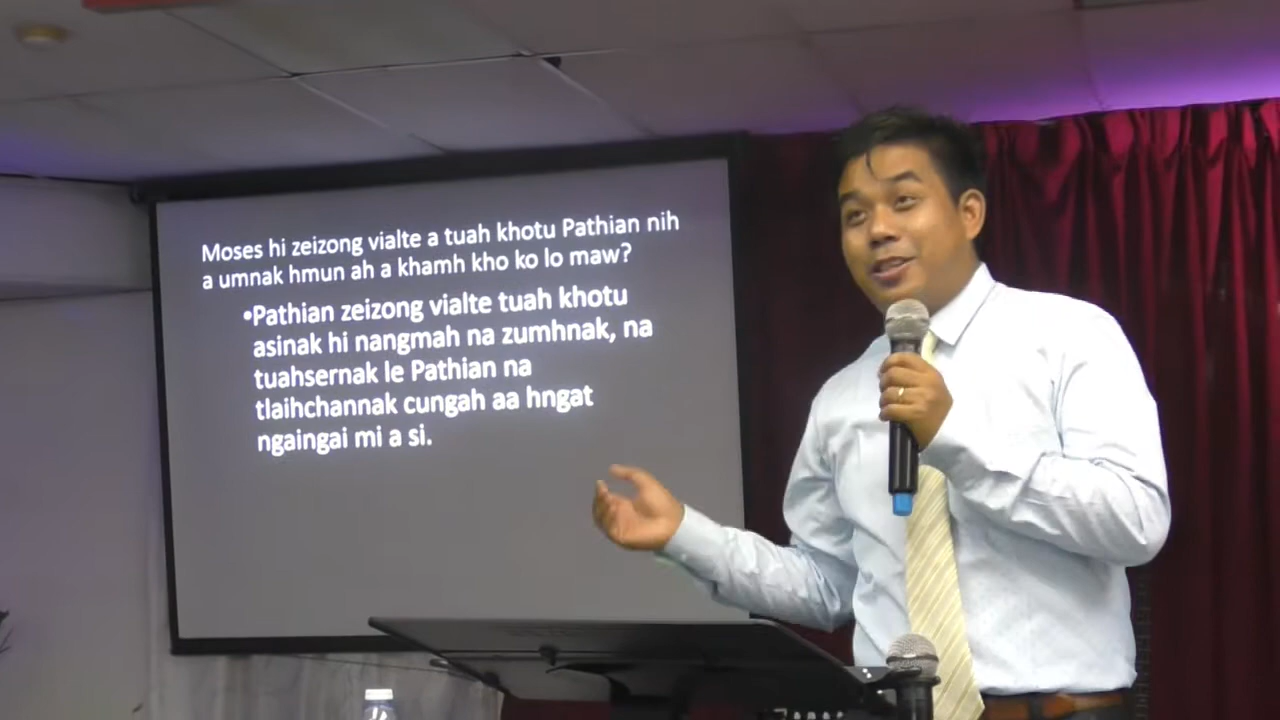 Moses hi zeizong vialte a tuah khotu Pathian nih
a umnak hmun ah a khamh kho ko lo maw?
•Pathian zeizong vialte tuah khotu
asinak hi nangmah na zumhnak, na
tuahsernak le Pathian na
tlaihchannak cungah aa hngat
ngaingai mi a si.